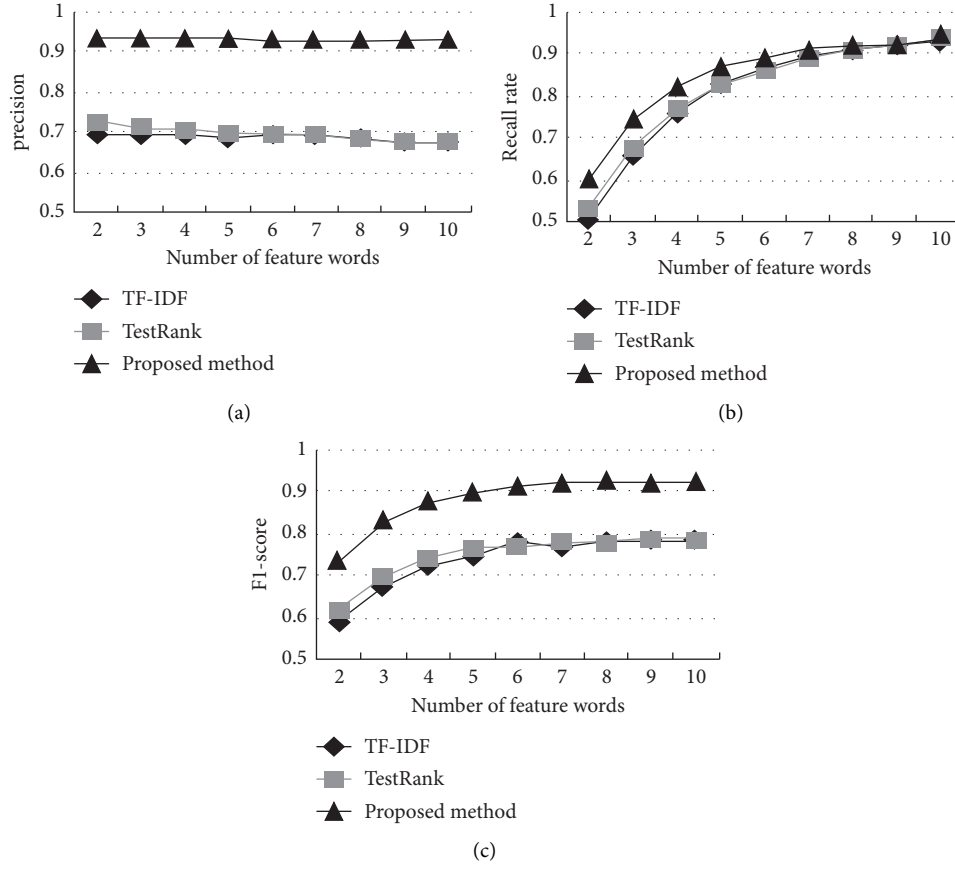 1
0.9
0.8
0.7
0.6
0.5
precision
2 3 4 5 6 7 8 9 10
Number of feature words
TF-IDF
TestRank
Proposed method
(a)
1
0.9
0.8
0.7
0.6
0.5
Recall rate
2 3 4 5 6 7 8 9 10
Number of feature words
TF-IDF
TestRank
Proposed method
(b)
1
0.9
0.8
0.7
0.6
0.5
F1-score
2 3 4 5 6 7 8 9 10
Number of feature words
TF-IDF
TestRank
Proposed method
(c)